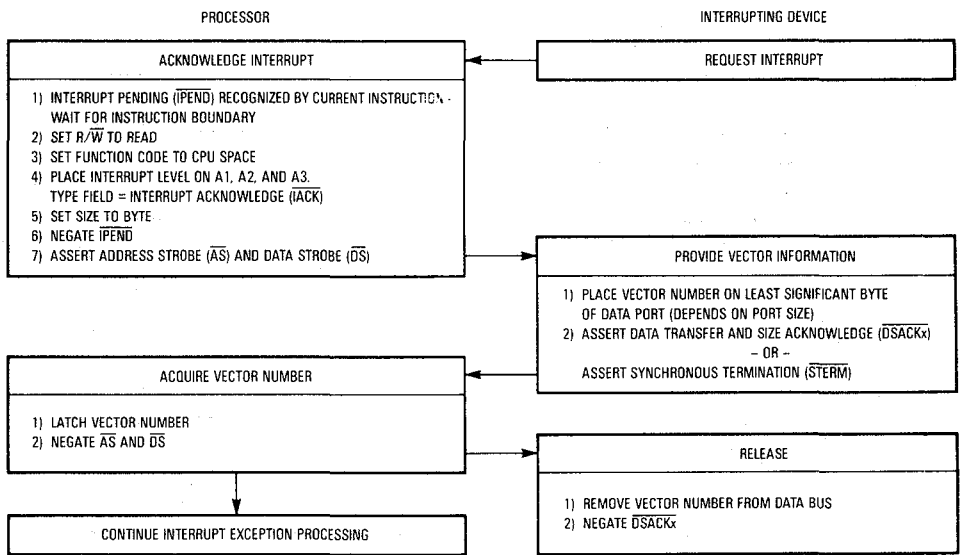 PROCESSOR
INTERRUPTING DEVICE
ACKNOWLEDGE INTERRUPT
1) INTERRUPT PENDING (IPEND) RECOGNIZED BY CURRENT INSTRUCTION -
WAIT FOR INSTRUCTION BOUNDARY
2) SET R/W TO READ
3) SET FUNCTION CODE TO CPU SPACE
4) PLACE INTERRUPT LEVEL ON A1, A2, AND A3.
TYPE FIELD = INTERRUPT ACKNOWLEDGE (IACK)
5) SET SIZE TO BYTE
6) NEGATE IPEND
7) ASSERT ADDRESS STROBE (AS) AND DATA STROBE (DS)
REQUEST INTERRUPT
PROVIDE VECTOR INFORMATION
1) PLACE VECTOR NUMBER ON LEAST SIGNIFICANT BYTE
OF DATA PORT (DEPENDS ON PORT SIZE)
2) ASSERT DATA TRANSFER AND SIZE ACKNOWLEDGE (DSACKx)
– OR –
ASSERT SYNCHRONOUS TERMINATION (STERM)
ACQUIRE VECTOR NUMBER
1) LATCH VECTOR NUMBER
2) NEGATE AS AND DS
RELEASE
1) REMOVE VECTOR NUMBER FROM DATA BUS
2) NEGATE DSACKx
CONTINUE INTERRUPT EXCEPTION PROCESSING